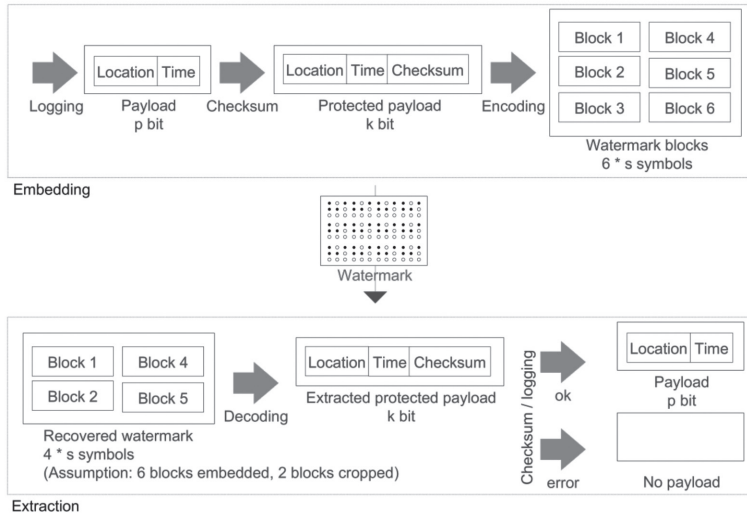 Logging
Location Time
Payload
p bit
Checksum
Location Time Checksum
Protected payload
k bit
Encoding
Block 1 Block 4
Block 2 Block 5
Block 3 Block 6
Watermark blocks
6 * s symbols
Embedding
Watermark
Block 1 Block 4
Block 2 Block 5
Recovered watermark
4 * s symbols
(Assumption: 6 blocks embedded, 2 blocks cropped)
Decoding
Location Time Checksum
Extracted protected payload
k bit
Checksum / logging
ok
Location Time
Payload
p bit
error
No payload
Extraction